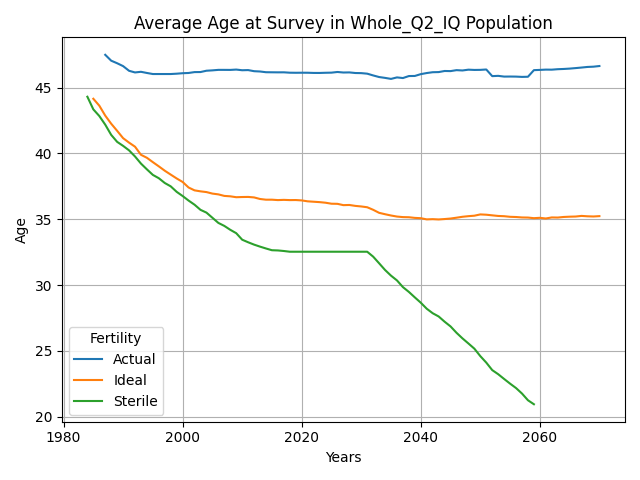 Average Age at Survey in Whole_Q2_IQ Population
Age
45
40
35
30
25
20
Fertility
Actual
Ideal
Sterile
1980
2000
2020
2040
2060
Years